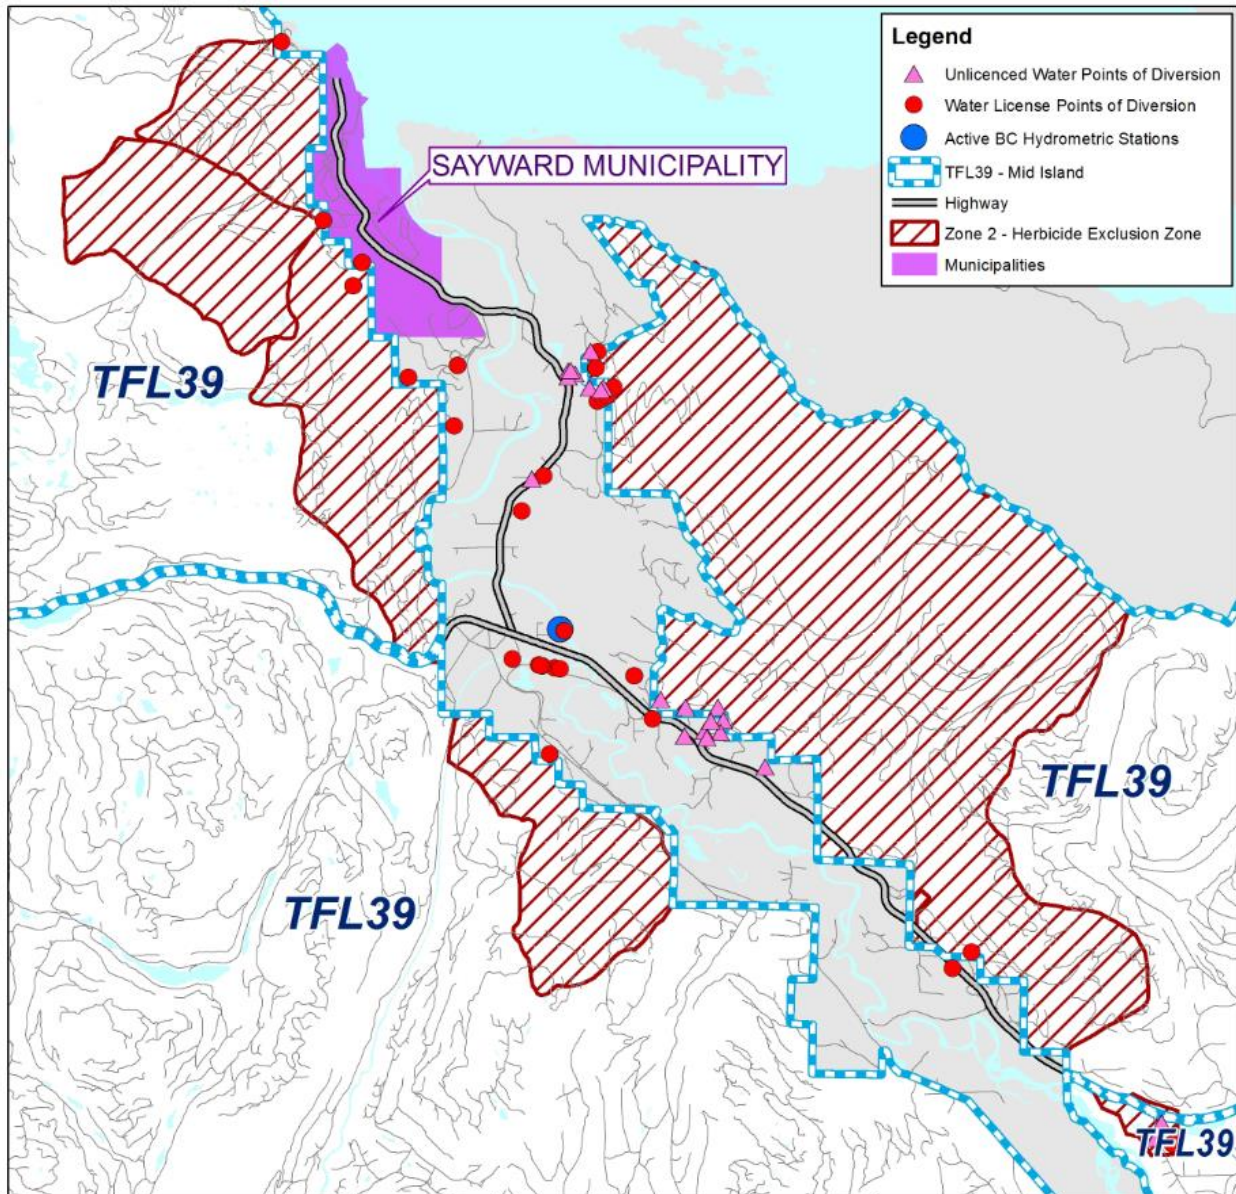 Legend
Unlicenced Water Points of Diversion
Water License Points of Diversion
Active BC Hydrometric Stations
TFL39 - Mid Island
Highway
Zone 2 - Herbicide Exclusion Zone
Municipalities
SAYWARD MUNICIPALITY
TFL39
TFL39
TFL39
TFL39